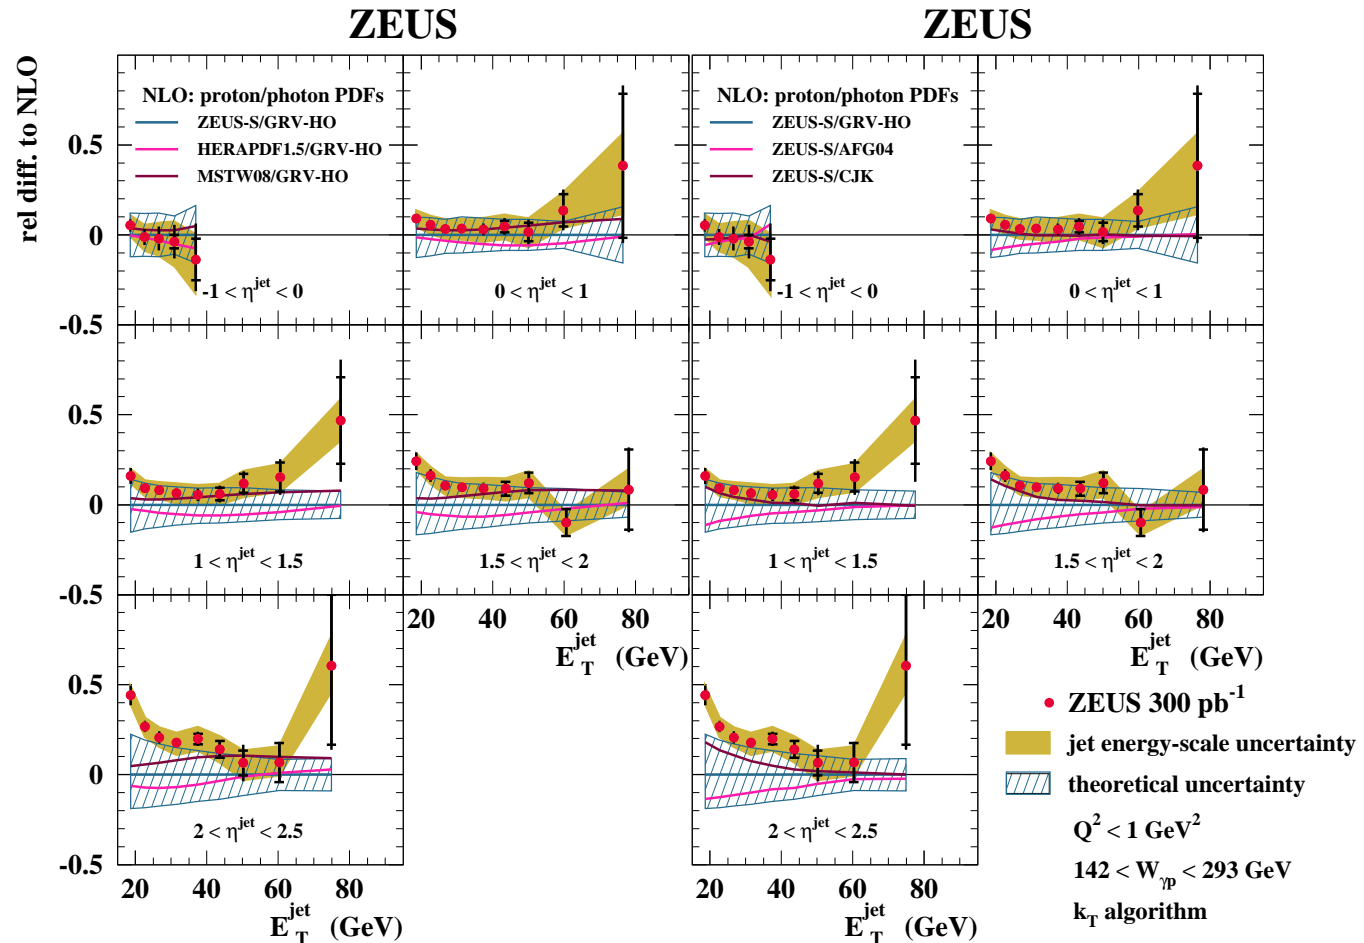 ZEUS
ZEUS
rel diff. to NLO
0.5
0
-0.5
NLO: proton/photon PDFs
ZEUS-S/GRV-HO
HERAPDF1.5/GRV-HO
MSTW08/GRV-HO
-1 < η^jet < 0
0 < η^jet < 1
NLO: proton/photon PDFs
ZEUS-S/GRV-HO
ZEUS-S/AFG04
ZEUS-S/CJK
-1 < η^jet < 0
0 < η^jet < 1
0.5
0
-0.5
1 < η^jet < 1.5
1.5 < η^jet < 2
1 < η^jet < 1.5
1.5 < η^jet < 2
20 40 60 80
E_T^jet (GeV)
20 40 60 80
E_T^jet (GeV)
0.5
0
-0.5
2 < η^jet < 2.5
2 < η^jet < 2.5
20 40 60 80
E_T^jet (GeV)
20 40 60 80
E_T^jet (GeV)
ZEUS 300 pb^-1
jet energy-scale uncertainty
theoretical uncertainty
Q^2 < 1 GeV^2
142 < W_γp < 293 GeV
k_T algorithm